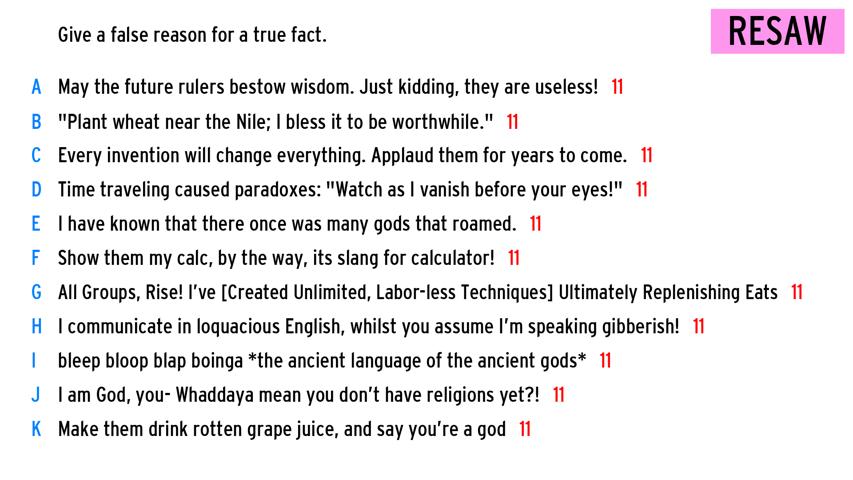 Give a false reason for a true fact.
RESAW
A May the future rulers bestow wisdom. Just kidding, they are useless! 11
B "Plant wheat near the Nile; I bless it to be worthwhile." 11
C Every invention will change everything. Applaud them for years to come. 11
D Time traveling caused paradoxes: "Watch as I vanish before your eyes!" 11
E I have known that there once was many gods that roamed. 11
F Show them my calc, by the way, its slang for calculator! 11
G All Groups, Rise! I've [Created Unlimited, Labor-less Techniques] Ultimately Replenishing Eats 11
H I communicate in loquacious English, whilst you assume I'm speaking gibberish! 11
I bleep bloop blap boinga *the ancient language of the ancient gods* 11
J I am God, you- Whaddaya mean you don't have religions yet?! 11
K Make them drink rotten grape juice, and say you're a god 11